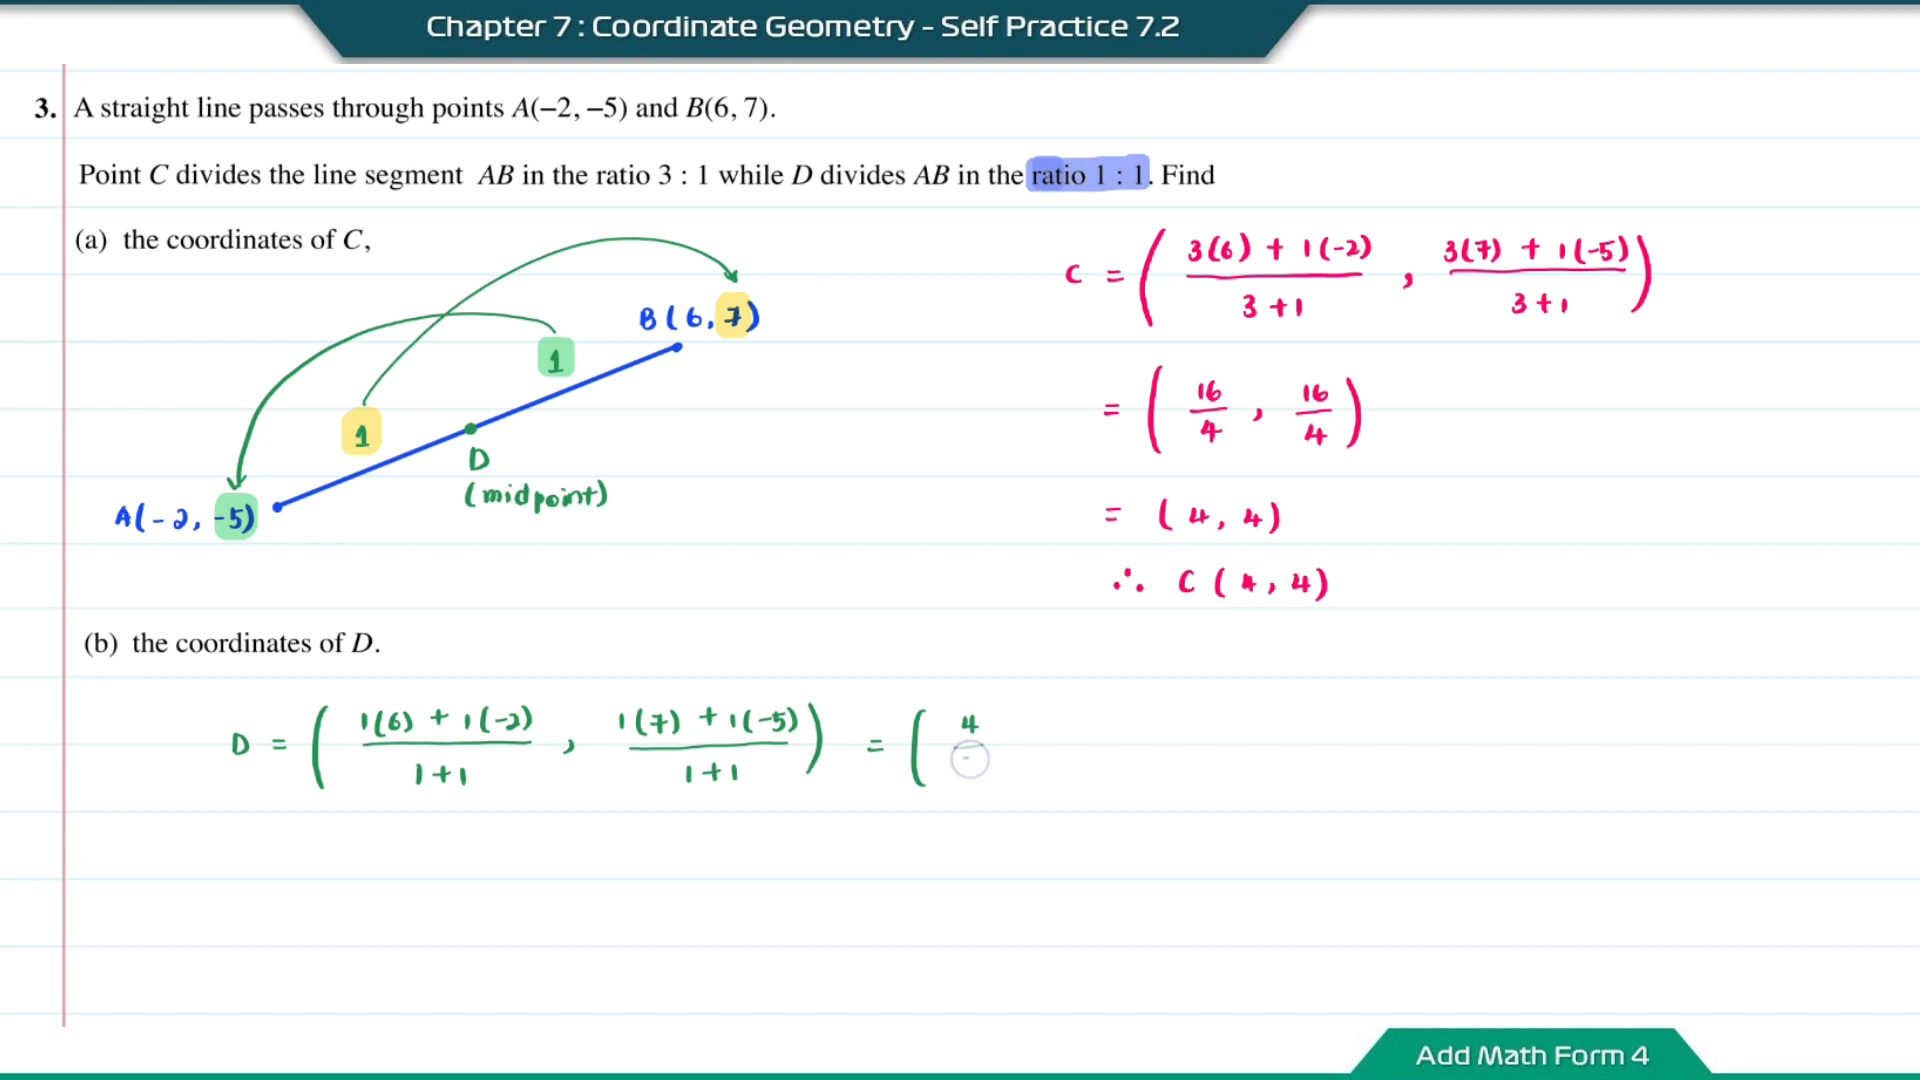 Chapter 7 : Coordinate Geometry - Self Practice 7.2
3. A straight line passes through points A(–2, –5) and B(6, 7).
Point C divides the line segment AB in the ratio 3 : 1 while D divides AB in the ratio 1 : 1. Find
(a) the coordinates of C,
B(6, 7)
1
1
D
(midpoint)
A(-2, -5)
C = ( 3(6) + 1(-2) / 3+1 , 3(7) + 1(-5) / 3+1 )
= ( 16/4 , 16/4 )
= (4, 4)
∴ C (4, 4)
(b) the coordinates of D.
D = ( 1(6) + 1(-2) / 1+1 , 1(7) + 1(-5) / 1+1 ) = ( 4
Add Math Form 4